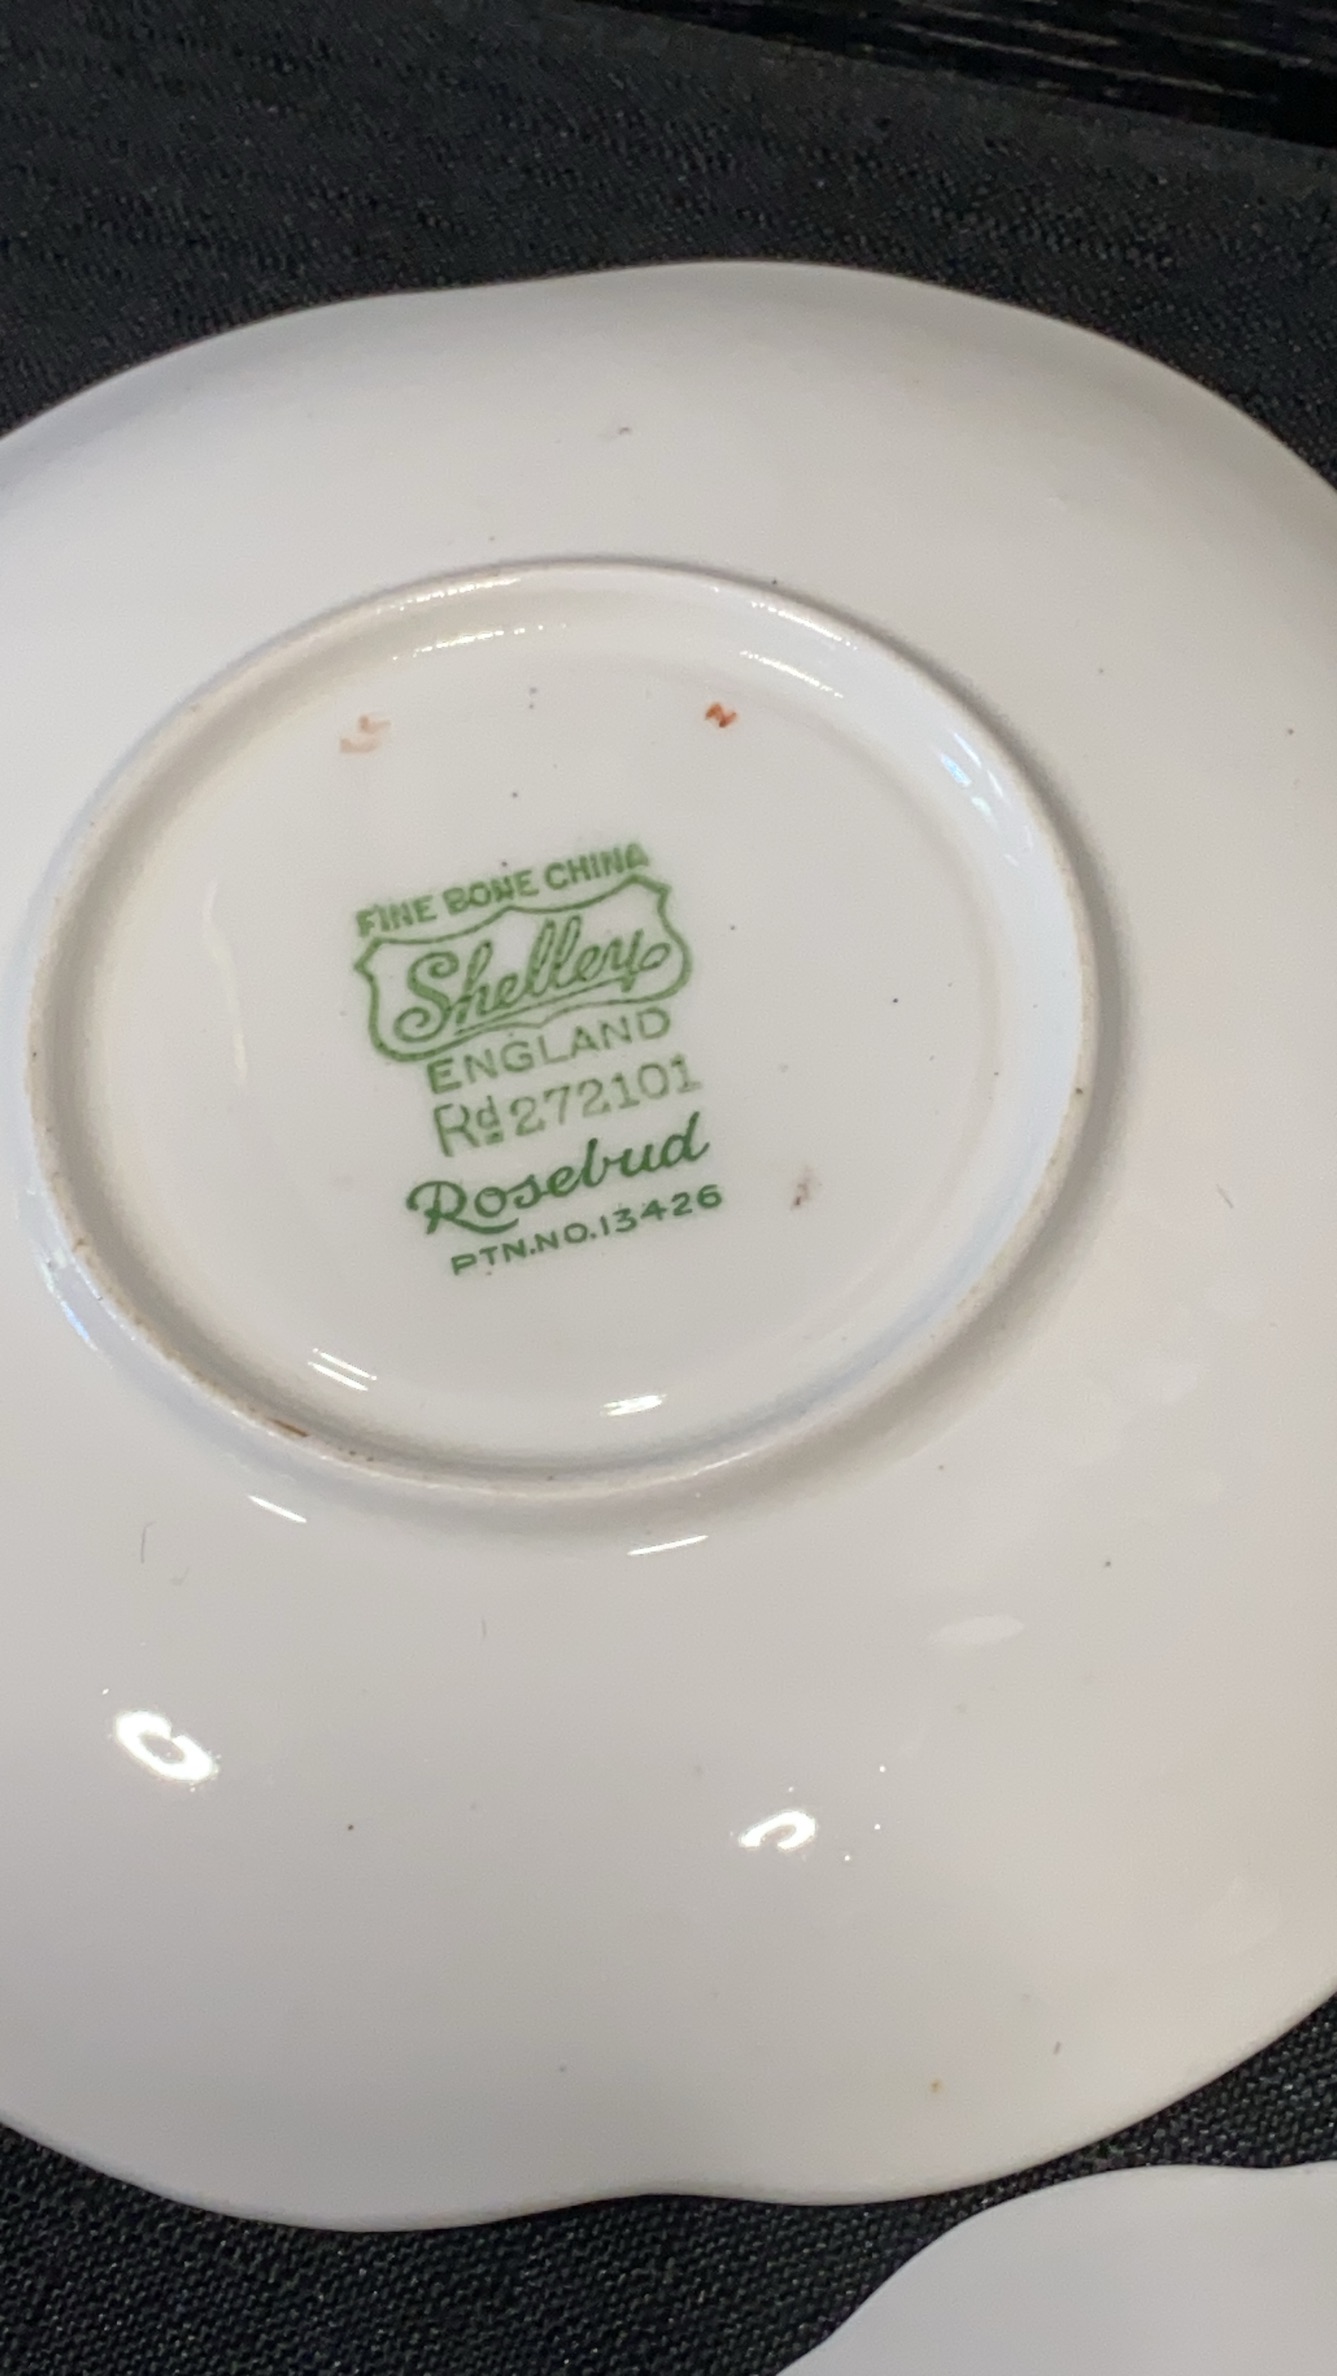 FINE BONE CHINA
Shelley
ENGLAND
Rd 272101
Rosebud
PTN.NO.13426